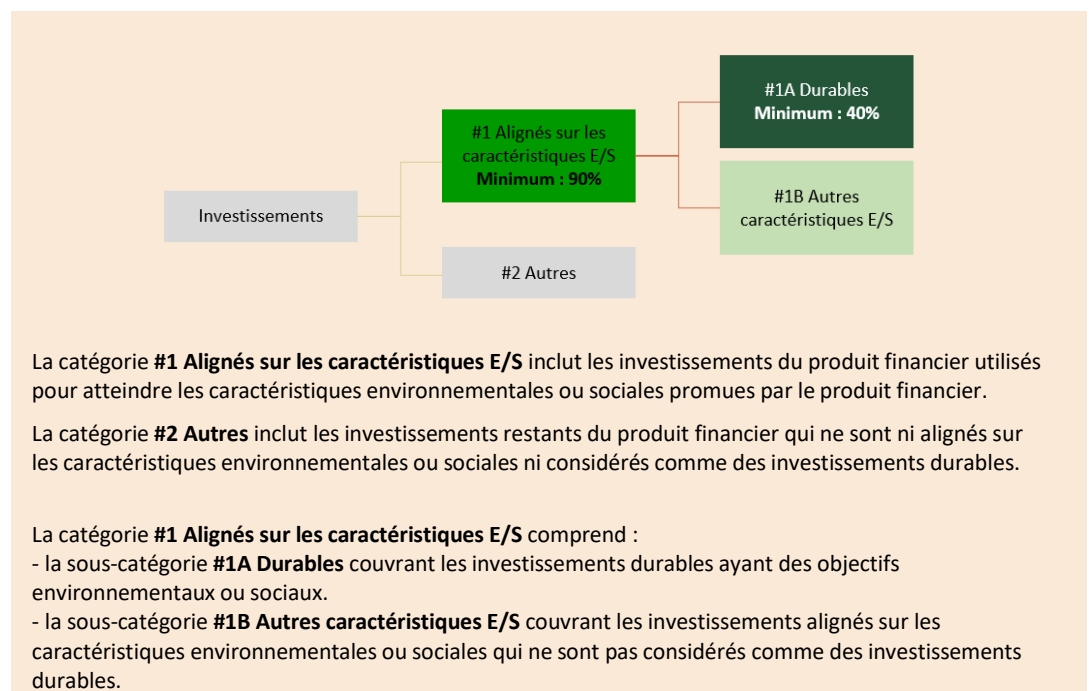 #1A Durables
Minimum : 40%
#1 Alignés sur les
caractéristiques E/S
Minimum : 90%
#1B Autres
caractéristiques E/S
Investissements
#2 Autres
La catégorie #1 Alignés sur les caractéristiques E/S inclut les investissements du produit financier utilisés
pour atteindre les caractéristiques environnementales ou sociales promues par le produit financier.
La catégorie #2 Autres inclut les investissements restants du produit financier qui ne sont ni alignés sur
les caractéristiques environnementales ou sociales ni considérés comme des investissements durables.
La catégorie #1 Alignés sur les caractéristiques E/S comprend :
- la sous-catégorie #1A Durables couvrant les investissements durables ayant des objectifs
environnementaux ou sociaux.
- la sous-catégorie #1B Autres caractéristiques E/S couvrant les investissements alignés sur les
caractéristiques environnementales ou sociales qui ne sont pas considérés comme des investissements
durables.